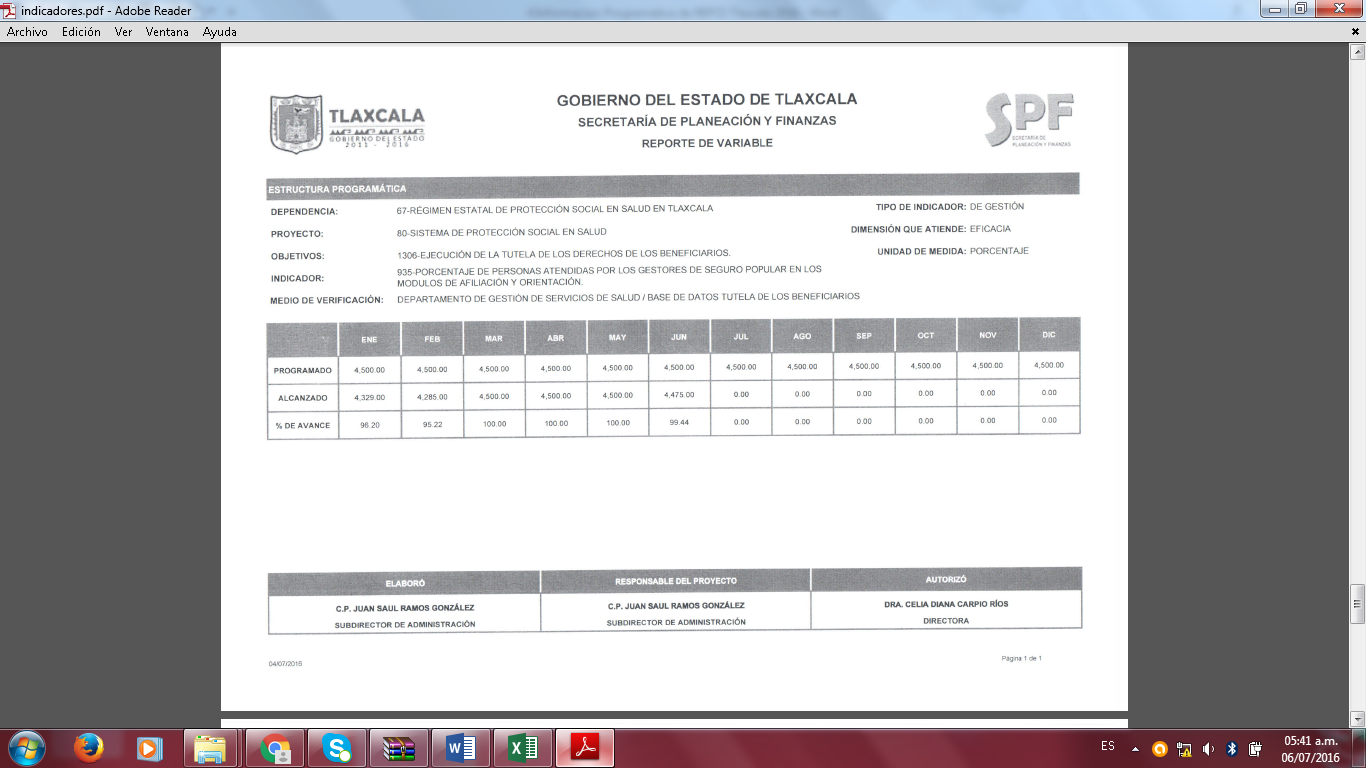 indicadores.pdf - Adobe Reader
Archivo Edición Ver Ventana Ayuda
TLAXCALA
GOBIERNO DEL ESTADO
2011 - 2016
GOBIERNO DEL ESTADO DE TLAXCALA
SECRETARÍA DE PLANEACIÓN Y FINANZAS
REPORTE DE VARIABLE
SPF
SECRETARÍA DE
PLANEACIÓN Y FINANZAS
ESTRUCTURA PROGRAMÁTICA
DEPENDENCIA: 67-RÉGIMEN ESTATAL DE PROTECCIÓN SOCIAL EN SALUD EN TLAXCALA TIPO DE INDICADOR: DE GESTIÓN
PROYECTO: 80-SISTEMA DE PROTECCIÓN SOCIAL EN SALUD DIMENSIÓN QUE ATIENDE: EFICACIA
OBJETIVOS: 1306-EJECUCIÓN DE LA TUTELA DE LOS DERECHOS DE LOS BENEFICIARIOS. UNIDAD DE MEDIDA: PORCENTAJE
INDICADOR: 935-PORCENTAJE DE PERSONAS ATENDIDAS POR LOS GESTORES DE SEGURO POPULAR EN LOS
MODULOS DE AFILIACIÓN Y ORIENTACIÓN.
MEDIO DE VERIFICACIÓN: DEPARTAMENTO DE GESTIÓN DE SERVICIOS DE SALUD / BASE DE DATOS TUTELA DE LOS BENEFICIARIOS
ENE FEB MAR ABR MAY JUN JUL AGO SEP OCT NOV DIC
PROGRAMADO 4,500.00 4,500.00 4,500.00 4,500.00 4,500.00 4,500.00 4,500.00 4,500.00 4,500.00 4,500.00 4,500.00 4,500.00
ALCANZADO 4,329.00 4,285.00 4,500.00 4,500.00 4,500.00 4,475.00 0.00 0.00 0.00 0.00 0.00 0.00
% DE AVANCE 96.20 95.22 100.00 100.00 100.00 99.44 0.00 0.00 0.00 0.00 0.00 0.00
ELABORÓ RESPONSABLE DEL PROYECTO AUTORIZÓ
C.P. JUAN SAUL RAMOS GONZÁLEZ C.P. JUAN SAUL RAMOS GONZÁLEZ DRA. CELIA DIANA CARPIO RÍOS
SUBDIRECTOR DE ADMINISTRACIÓN SUBDIRECTOR DE ADMINISTRACIÓN DIRECTORA
04/07/2016 Página 1 de 1
ES 05:41 a.m.
06/07/2016